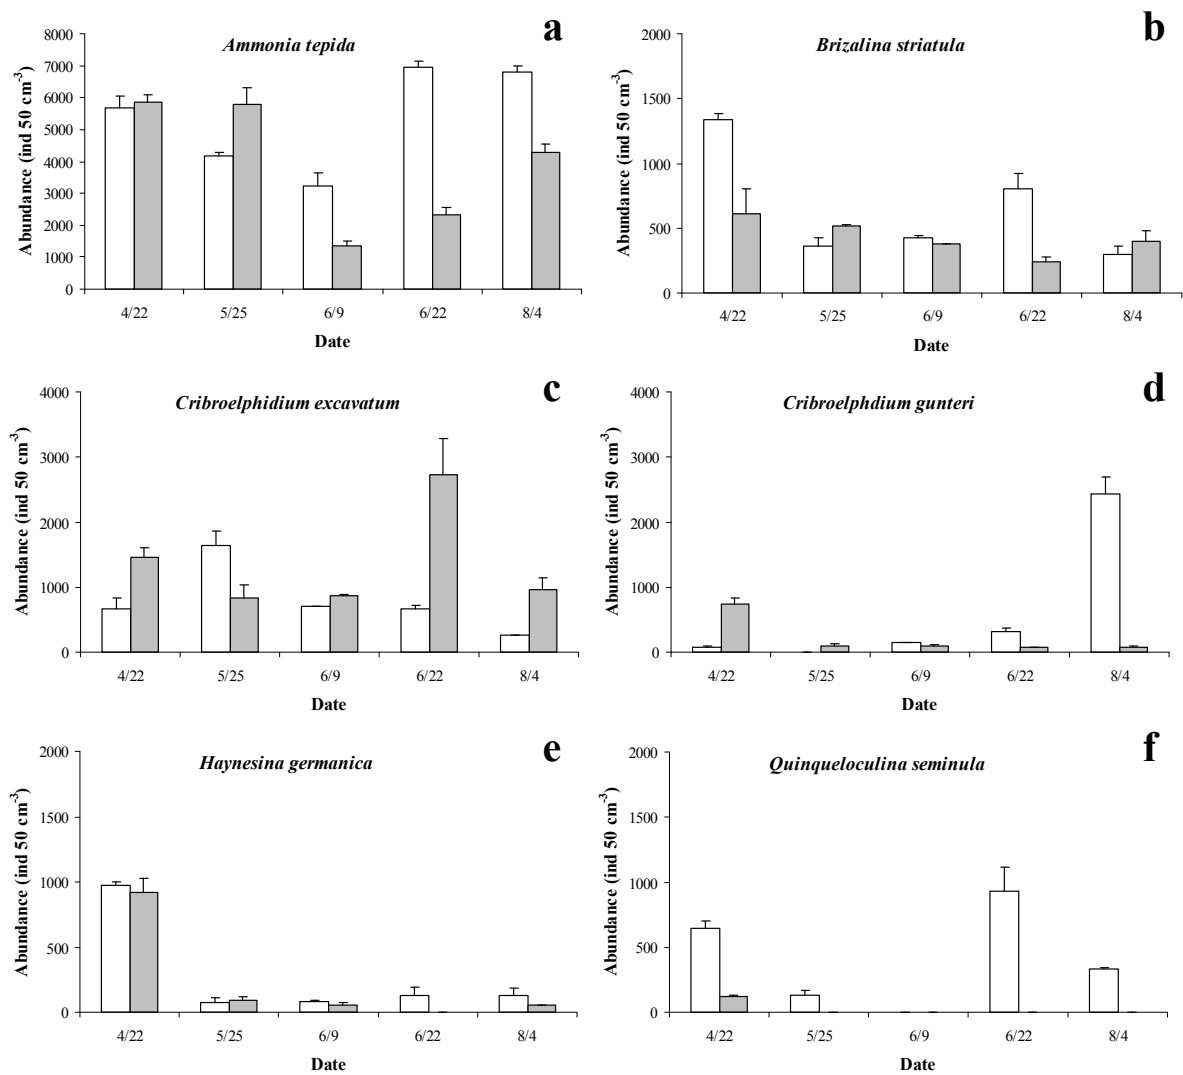 a
Ammonia tepida
Abundance (ind 50 cm-3)
8000
7000
6000
5000
4000
3000
2000
1000
0
4/22 5/25 6/9 6/22 8/4
Date
b
Brizalina striatula
Abundance (ind 50 cm-3)
2000
1500
1000
500
0
4/22 5/25 6/9 6/22 8/4
Date
c
Cribroelphidium excavatum
Abundance (ind 50 cm-3)
4000
3000
2000
1000
0
4/22 5/25 6/9 6/22 8/4
Date
d
Cribroelphdium gunteri
Abundance (ind 50 cm-3)
4000
3000
2000
1000
0
4/22 5/25 6/9 6/22 8/4
Date
e
Haynesina germanica
Abundance (ind 50 cm-3)
2000
1500
1000
500
0
4/22 5/25 6/9 6/22 8/4
Date
f
Quinqueloculina seminula
Abundance (ind 50 cm-3)
2000
1500
1000
500
0
4/22 5/25 6/9 6/22 8/4
Date